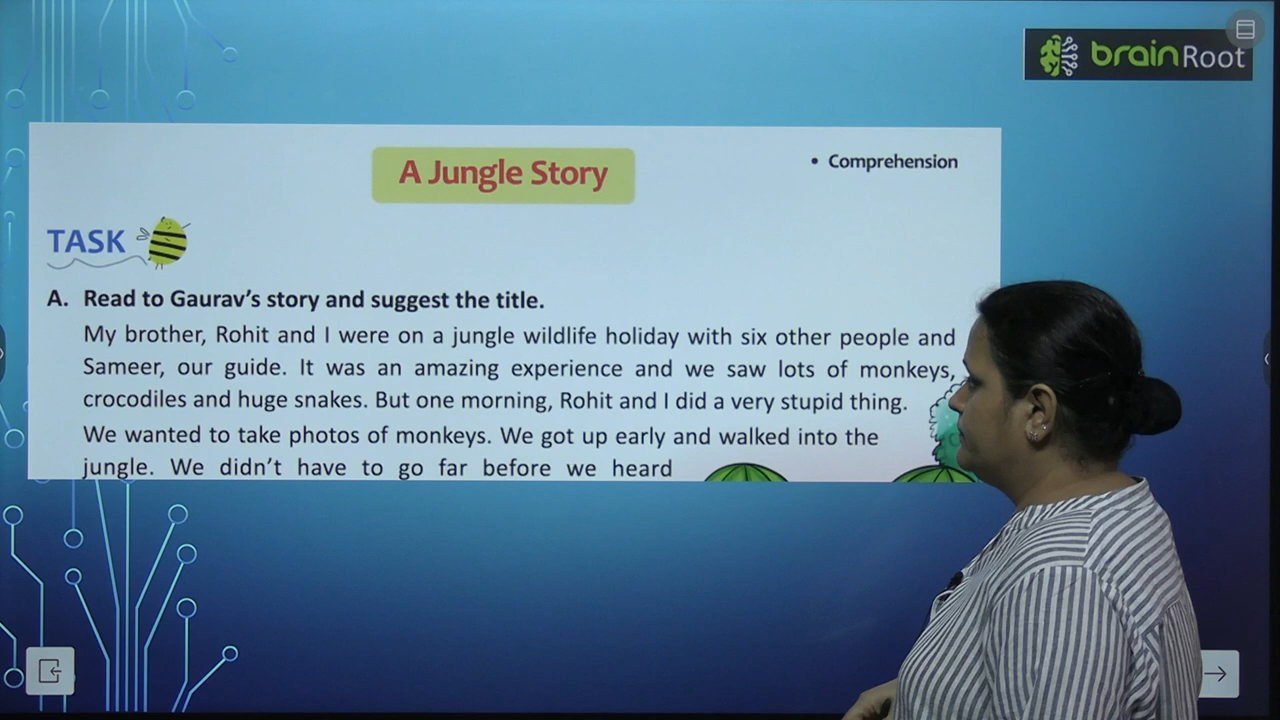 brainRoot
A Jungle Story
• Comprehension
TASK
A. Read to Gaurav's story and suggest the title.
My brother, Rohit and I were on a jungle wildlife holiday with six other people and
Sameer, our guide. It was an amazing experience and we saw lots of monkeys,
crocodiles and huge snakes. But one morning, Rohit and I did a very stupid thing.
We wanted to take photos of monkeys. We got up early and walked into the
jungle. We didn't have to go far before we heard